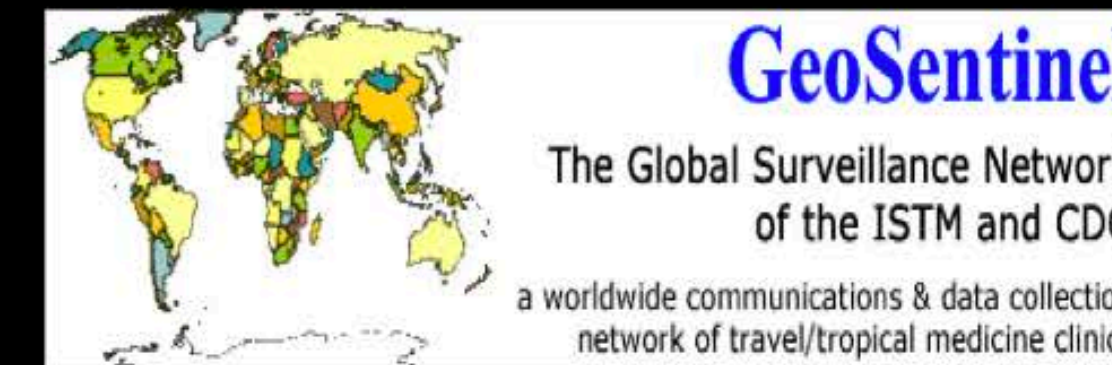 GeoSentine
The Global Surveillance Networ
of the ISTM and CDC
a worldwide communications & data collectio
network of travel/tropical medicine clinic